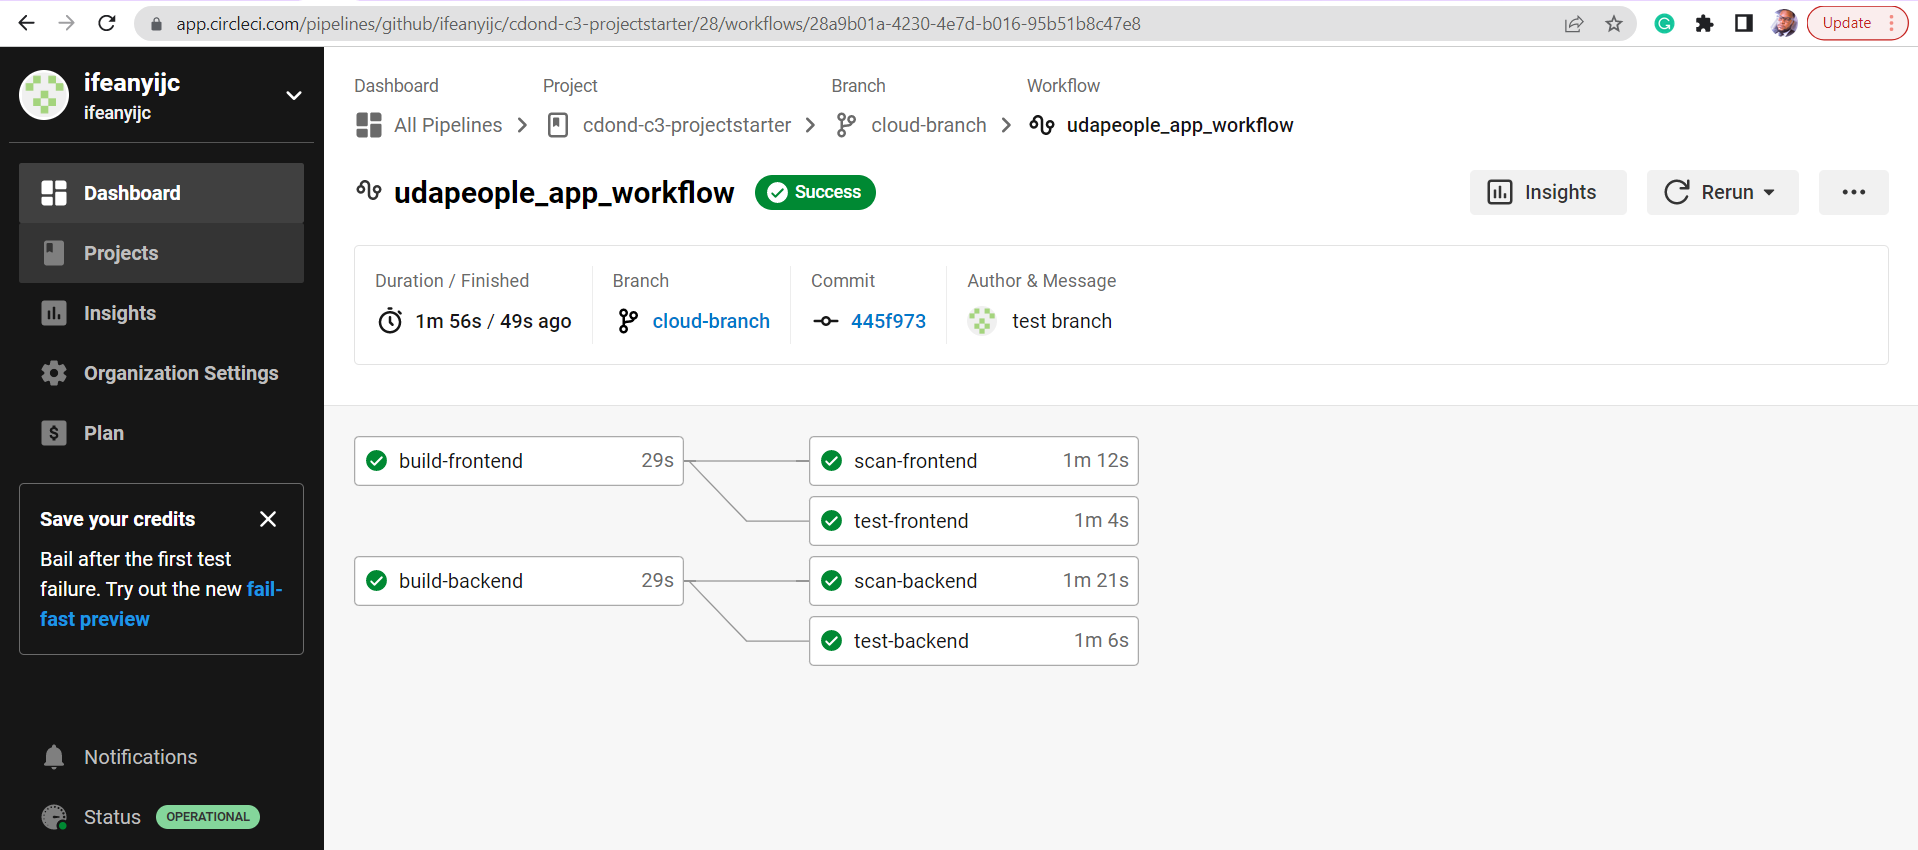 app.circleci.com/pipelines/github/ifeanyijc/cdond-c3-projectstarter/28/workflows/28a9b01a-4230-4e7d-b016-95b51b8c47e8
Update
ifeanyijc
ifeanyijc
Dashboard
Projects
Insights
Organization Settings
Plan
Save your credits
Bail after the first test
failure. Try out the new fail-
fast preview
Notifications
Status OPERATIONAL
Dashboard Project Branch Workflow
All Pipelines cdond-c3-projectstarter cloud-branch udapeople_app_workflow
udapeople_app_workflow Success
Insights Rerun
Duration / Finished Branch Commit Author & Message
1m 56s / 49s ago cloud-branch 445f973 test branch
build-frontend 29s scan-frontend 1m 12s
test-frontend 1m 4s
build-backend 29s scan-backend 1m 21s
test-backend 1m 6s